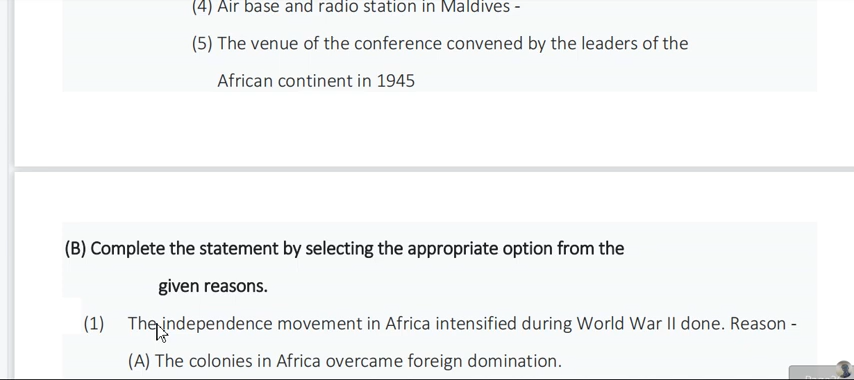 (4) Air base and radio station in Maldives -
(5) The venue of the conference convened by the leaders of the
African continent in 1945
(B) Complete the statement by selecting the appropriate option from the
given reasons.
(1) The independence movement in Africa intensified during World War II done. Reason -
(A) The colonies in Africa overcame foreign domination.